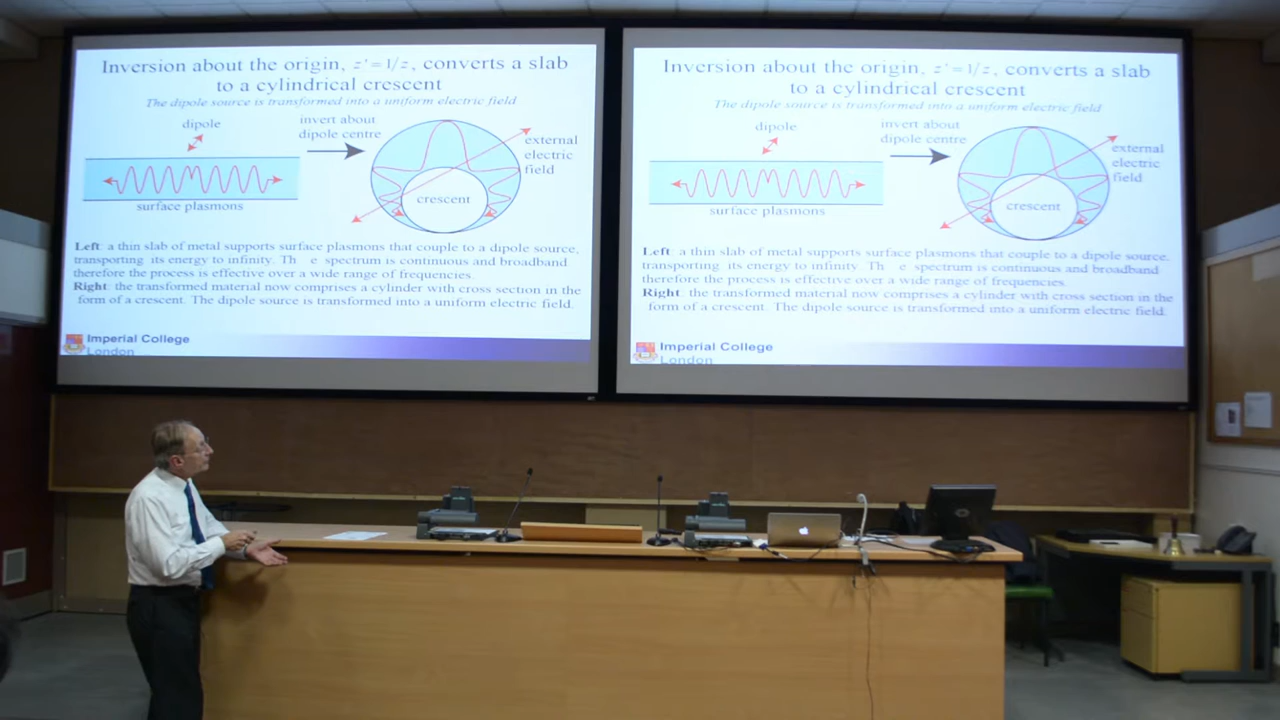 Inversion about the origin, z' = 1/z, converts a slab
to a cylindrical crescent
The dipole source is transformed into a uniform electric field
dipole
invert about
dipole centre
external
electric
field
crescent
surface plasmons
Left: a thin slab of metal supports surface plasmons that couple to a dipole source,
transporting its energy to infinity. Th e spectrum is continuous and broadband
therefore the process is effective over a wide range of frequencies.
Right: the transformed material now comprises a cylinder with cross section in the
form of a crescent. The dipole source is transformed into a uniform electric field.
Imperial College
London
Inversion about the origin, z' = 1/z, converts a slab
to a cylindrical crescent
The dipole source is transformed into a uniform electric field
dipole
invert about
dipole centre
external
electric
field
crescent
surface plasmons
Left: a thin slab of metal supports surface plasmons that couple to a dipole source,
transporting its energy to infinity. Th e spectrum is continuous and broadband
therefore the process is effective over a wide range of frequencies.
Right: the transformed material now comprises a cylinder with cross section in the
form of a crescent. The dipole source is transformed into a uniform electric field.
Imperial College
London